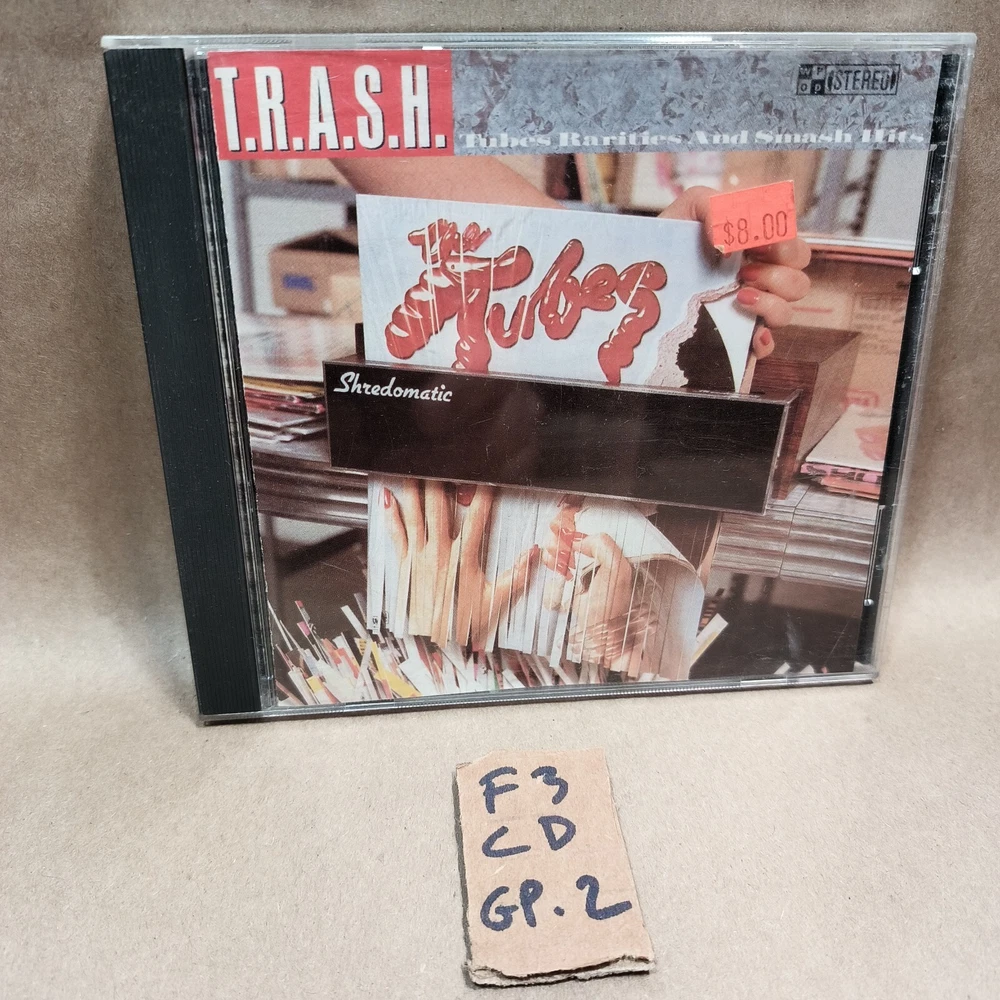 T.R.A.S.H.
Tubes Rarities And Smash Hits
STEREO
$8.00
The
Tubes
Shredomatic
F3
CD
GP.2